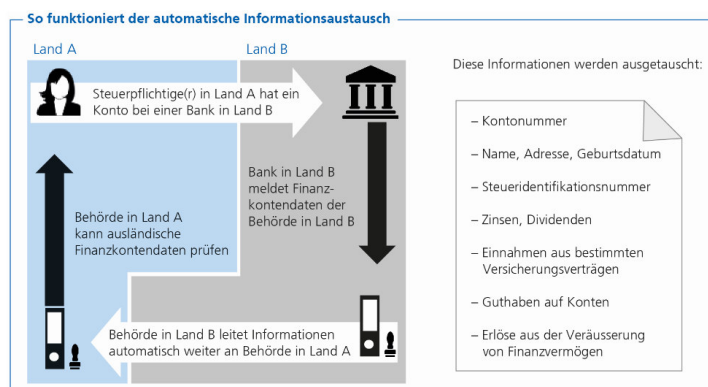 So funktioniert der automatische Informationsaustausch
Land A
Land B
Steuerpflichtige(r) in Land A hat ein
Konto bei einer Bank in Land B
Bank in Land B
meldet Finanz-
kontendaten der
Behörde in Land B
Behörde in Land B leitet Informationen
automatisch weiter an Behörde in Land A
Behörde in Land A
kann ausländische
Finanzkontendaten prüfen
Diese Informationen werden ausgetauscht:
– Kontonummer
– Name, Adresse, Geburtsdatum
– Steueridentifikationsnummer
– Zinsen, Dividenden
– Einnahmen aus bestimmten
Versicherungsverträgen
– Guthaben auf Konten
– Erlöse aus der Veräusserung
von Finanzvermögen